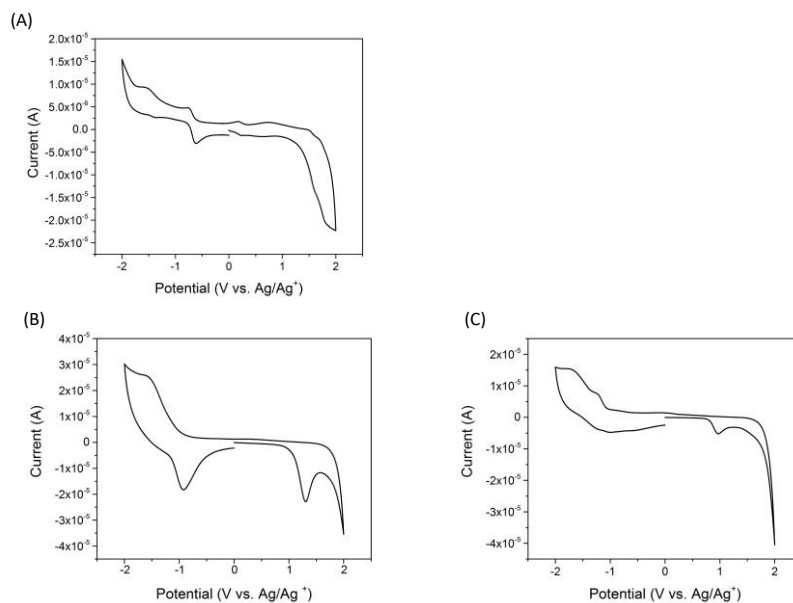 (A)
2.0x10⁻⁵
1.5x10⁻⁵
1.0x10⁻⁵
5.0x10⁻⁶
0.0
-5.0x10⁻⁶
-1.0x10⁻⁵
-1.5x10⁻⁵
-2.0x10⁻⁵
-2.5x10⁻⁵
Current (A)
-2 -1 0 1 2
Potential (V vs. Ag/Ag⁺)
(B)
4x10⁻⁵
3x10⁻⁵
2x10⁻⁵
1x10⁻⁵
0
-1x10⁻⁵
-2x10⁻⁵
-3x10⁻⁵
-4x10⁻⁵
Current (A)
-2 -1 0 1 2
Potential (V vs. Ag/Ag ⁺)
(C)
2x10⁻⁵
1x10⁻⁵
0
-1x10⁻⁵
-2x10⁻⁵
-3x10⁻⁵
-4x10⁻⁵
Current (A)
-2 -1 0 1 2
Potential (V vs. Ag/Ag⁺)